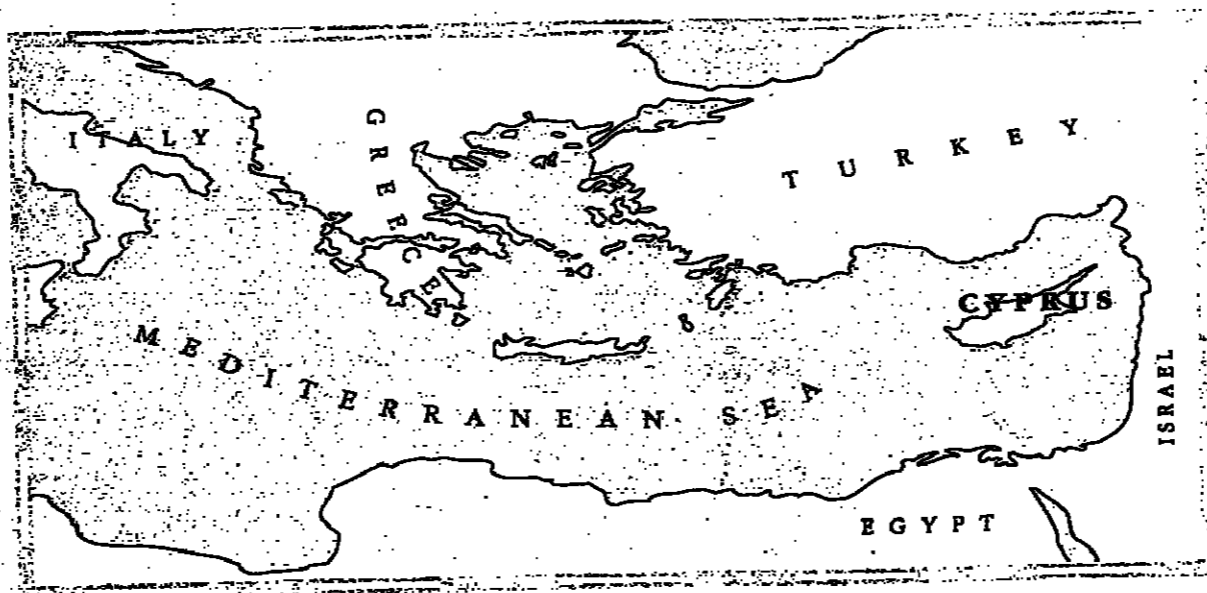 ITALY
GREECE
TURKEY
CYPRUS
MEDITERRANEAN SEA
ISRAEL
EGYPT